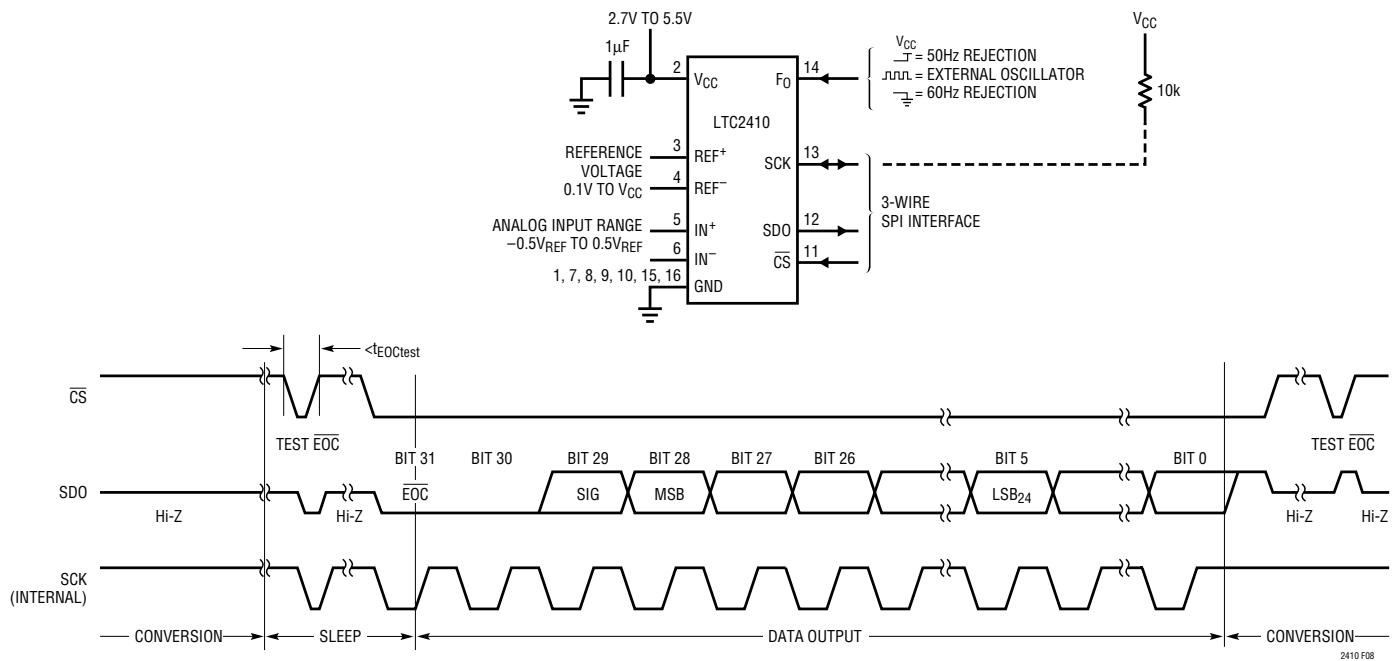 2.7V TO 5.5V
1µF
2
VCC
LTC2410
FO
14
VCC
= 50Hz REJECTION
= EXTERNAL OSCILLATOR
= 60Hz REJECTION
VCC
10k
REFERENCE
VOLTAGE
0.1V TO VCC
3
REF+
4
REF–
SCK
13
ANALOG INPUT RANGE
–0.5VREF TO 0.5VREF
5
IN+
6
IN–
SDO
12
CS
11
3-WIRE
SPI INTERFACE
1, 7, 8, 9, 10, 15, 16
GND
<tEOCtest
CS
TEST EOC
TEST EOC
BIT 31
BIT 30
BIT 29
BIT 28
BIT 27
BIT 26
BIT 5
BIT 0
SDO
EOC
SIG
MSB
LSB24
Hi-Z
Hi-Z
Hi-Z
Hi-Z
SCK
(INTERNAL)
CONVERSION
SLEEP
DATA OUTPUT
CONVERSION
2410 F08